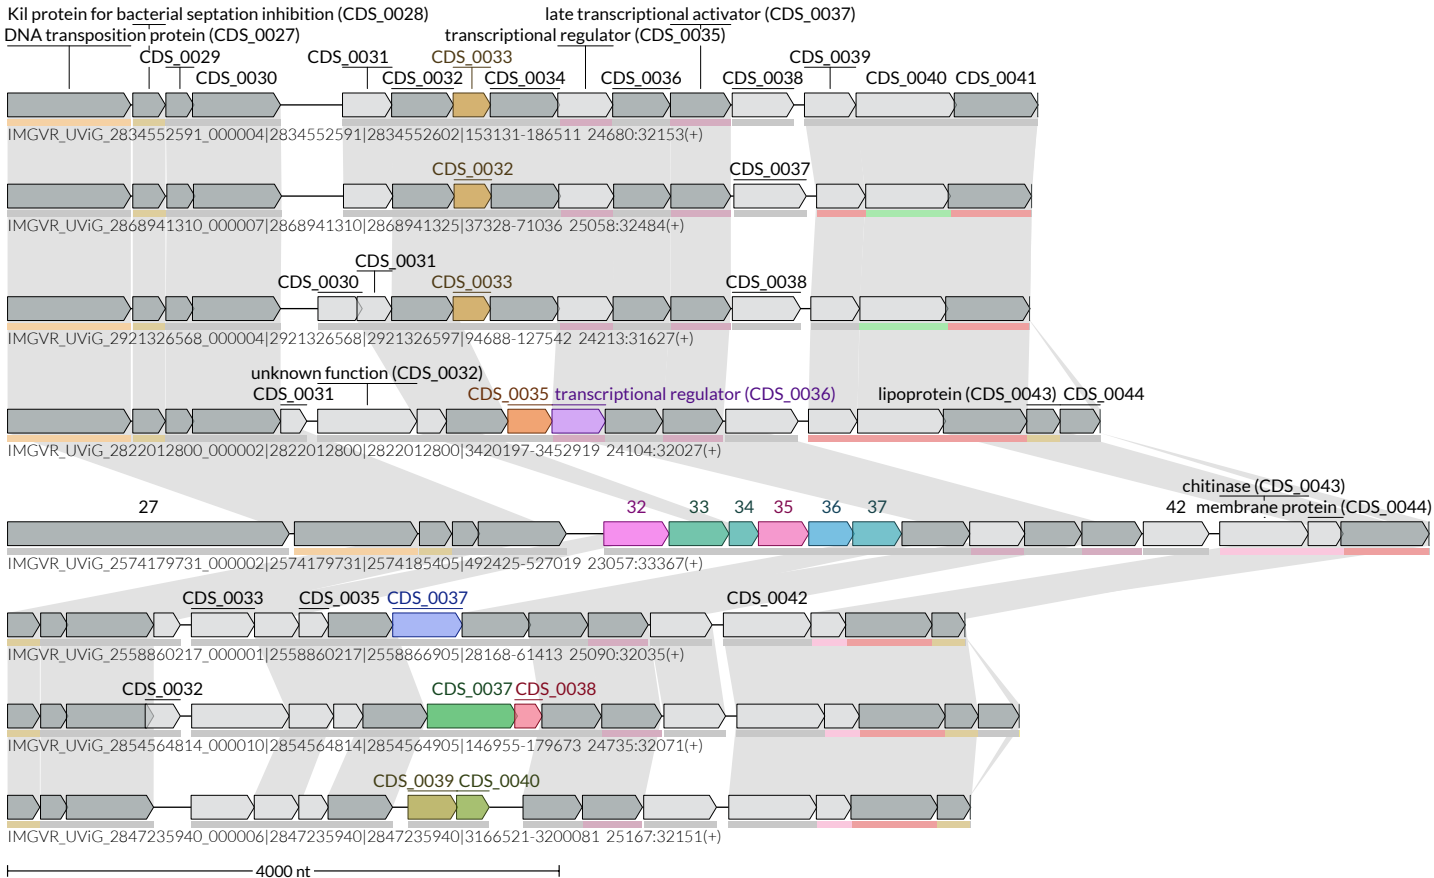 Kil protein for bacterial septation inhibition (CDS_0028) late transcriptional activator (CDS_0037)
DNA transposition protein (CDS_0027) transcriptional regulator (CDS_0035)
CDS_0029 CDS_0031 CDS_0033 CDS_0039
CDS_0030 CDS_0032 CDS_0034 CDS_0036 CDS_0038 CDS_0040 CDS_0041
IMGVR_UViG_2834552591_000004|2834552591|2834552602|153131-186511 24680:32153(+)
CDS_0032 CDS_0037
IMGVR_UViG_2868941310_000007|2868941310|2868941325|37328-71036 25058:32484(+)
CDS_0031
CDS_0030 CDS_0033 CDS_0038
IMGVR_UViG_2921326568_000004|2921326568|2921326597|94688-127542 24213:31627(+)
unknown function (CDS_0032)
CDS_0031 CDS_0035 transcriptional regulator (CDS_0036) lipoprotein (CDS_0043) CDS_0044
IMGVR_UViG_2822012800_000002|2822012800|2822012800|3420197-3452919 24104:32027(+)
chitinase (CDS_0043)
27 32 33 34 35 36 37 42 membrane protein (CDS_0044)
IMGVR_UViG_2574179731_000002|2574179731|2574185405|492425-527019 23057:33367(+)
CDS_0033 CDS_0035 CDS_0037 CDS_0042
IMGVR_UViG_2558860217_000001|2558860217|2558866905|28168-61413 25090:32035(+)
CDS_0032 CDS_0037 CDS_0038
IMGVR_UViG_2854564814_000010|2854564814|2854564905|146955-179673 24735:32071(+)
CDS_0039 CDS_0040
IMGVR_UViG_2847235940_000006|2847235940|2847235940|3166521-3200081 25167:32151(+)
4000 nt